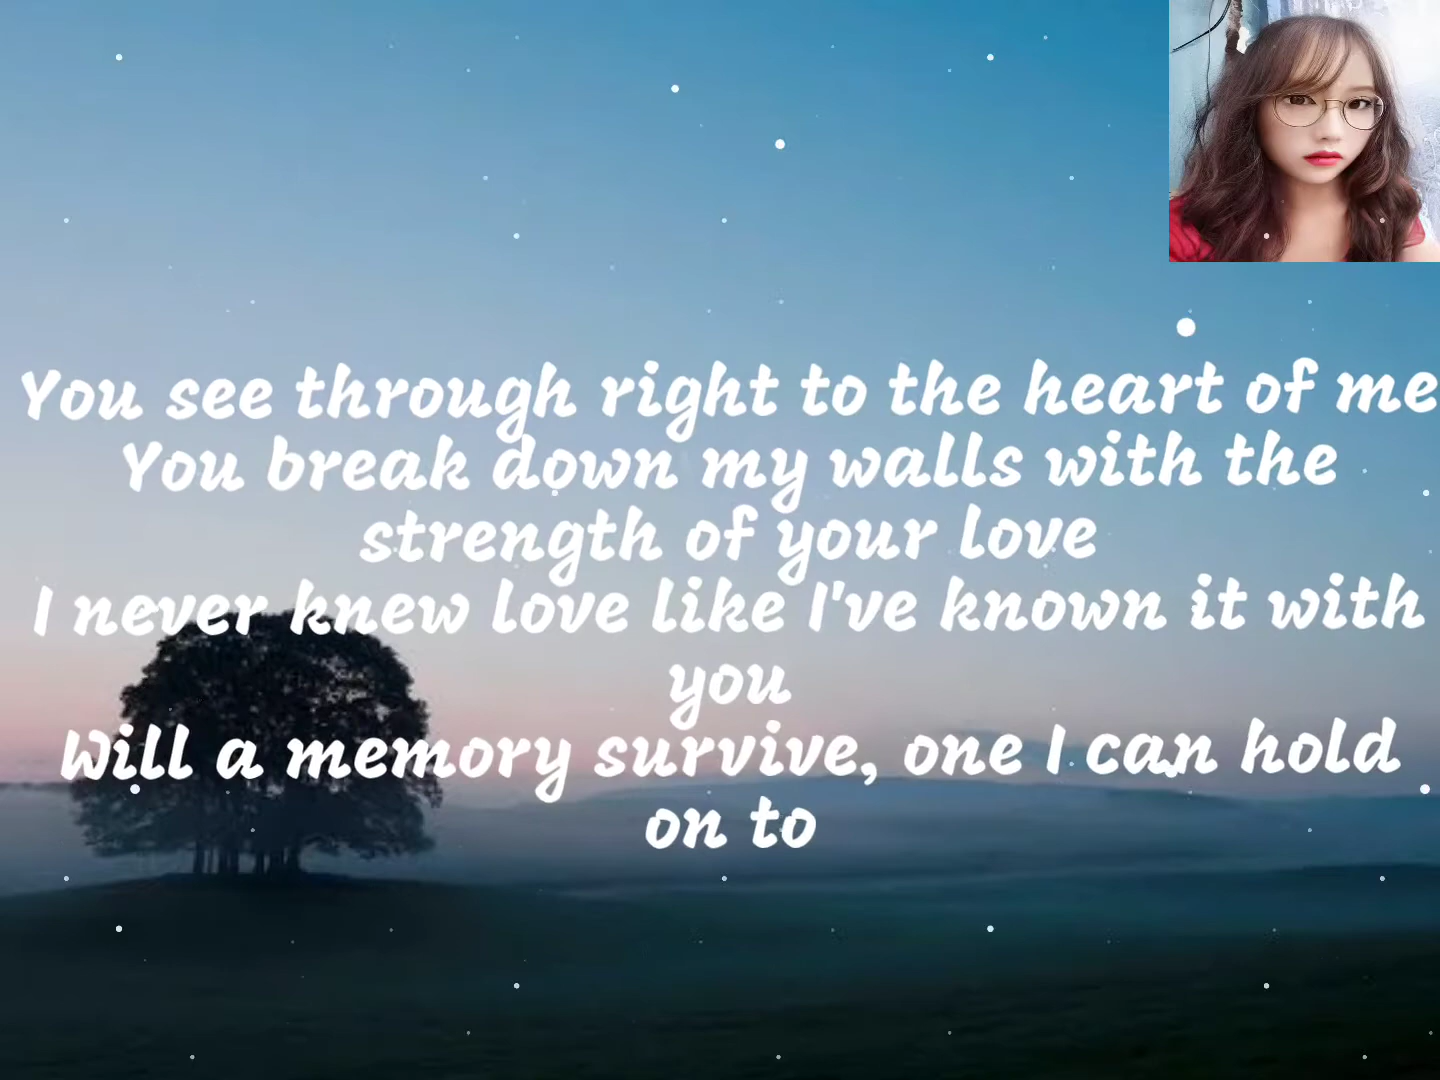 You see through right to the heart of me
You break down my walls with the
strength of your love
I never knew love like I've known it with
you
Will a memory survive, one I can hold
on to